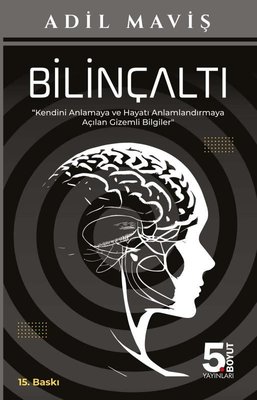 ADİL MAVİŞ
BİLİNÇALTI
"Kendini Anlamaya ve Hayatı Anlamlandırmaya
Açılan Gizemli Bilgiler"
15. Baskı
5. BOYUT
YAYINLARI